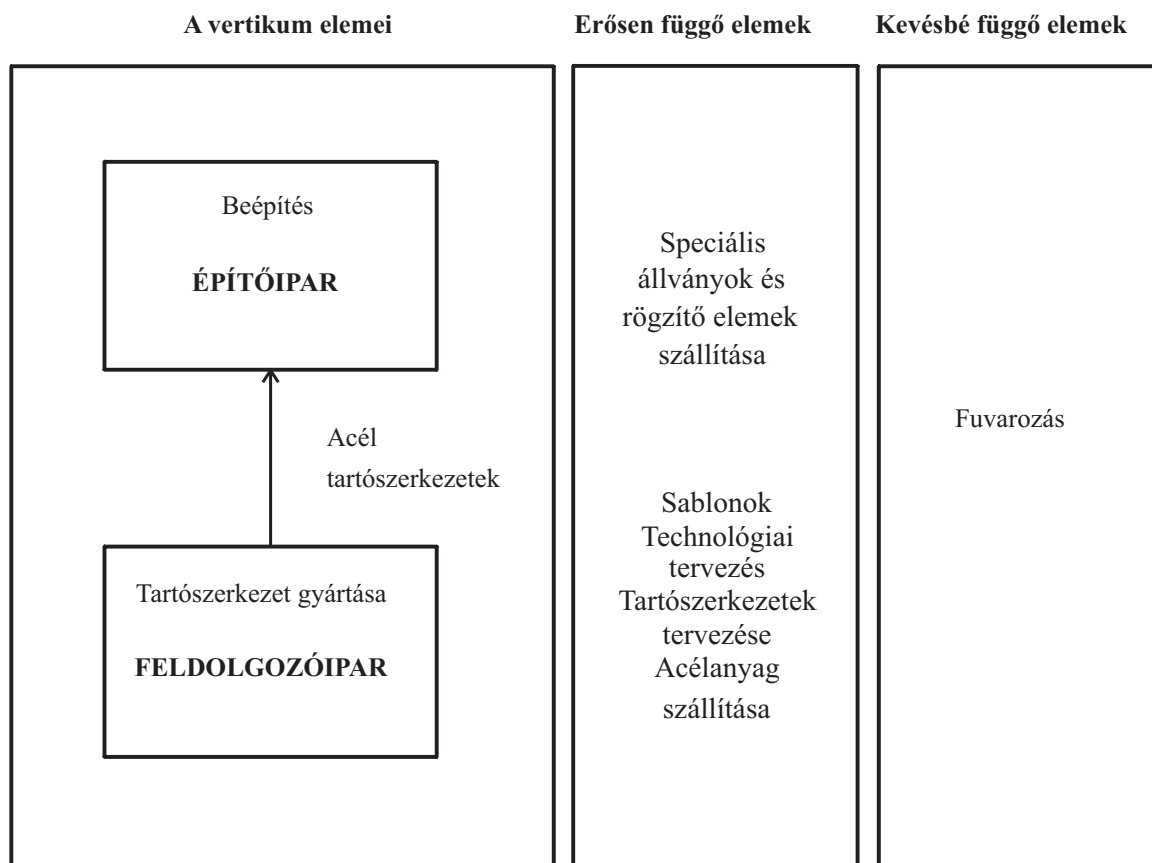 A vertikum elemei
Erősen függő elemek
Kevésbé függő elemek
Beépítés
ÉPÍTŐIPAR
Acél
tartószerkezetek
Tartószerkezet gyártása
FELDOLGOZÓIPAR
Speciális
állványok és
rögzítő elemek
szállítása
Sablonok
Technológiai
tervezés
Tartószerkezetek
tervezése
Acélanyag
szállítása
Fuvarozás